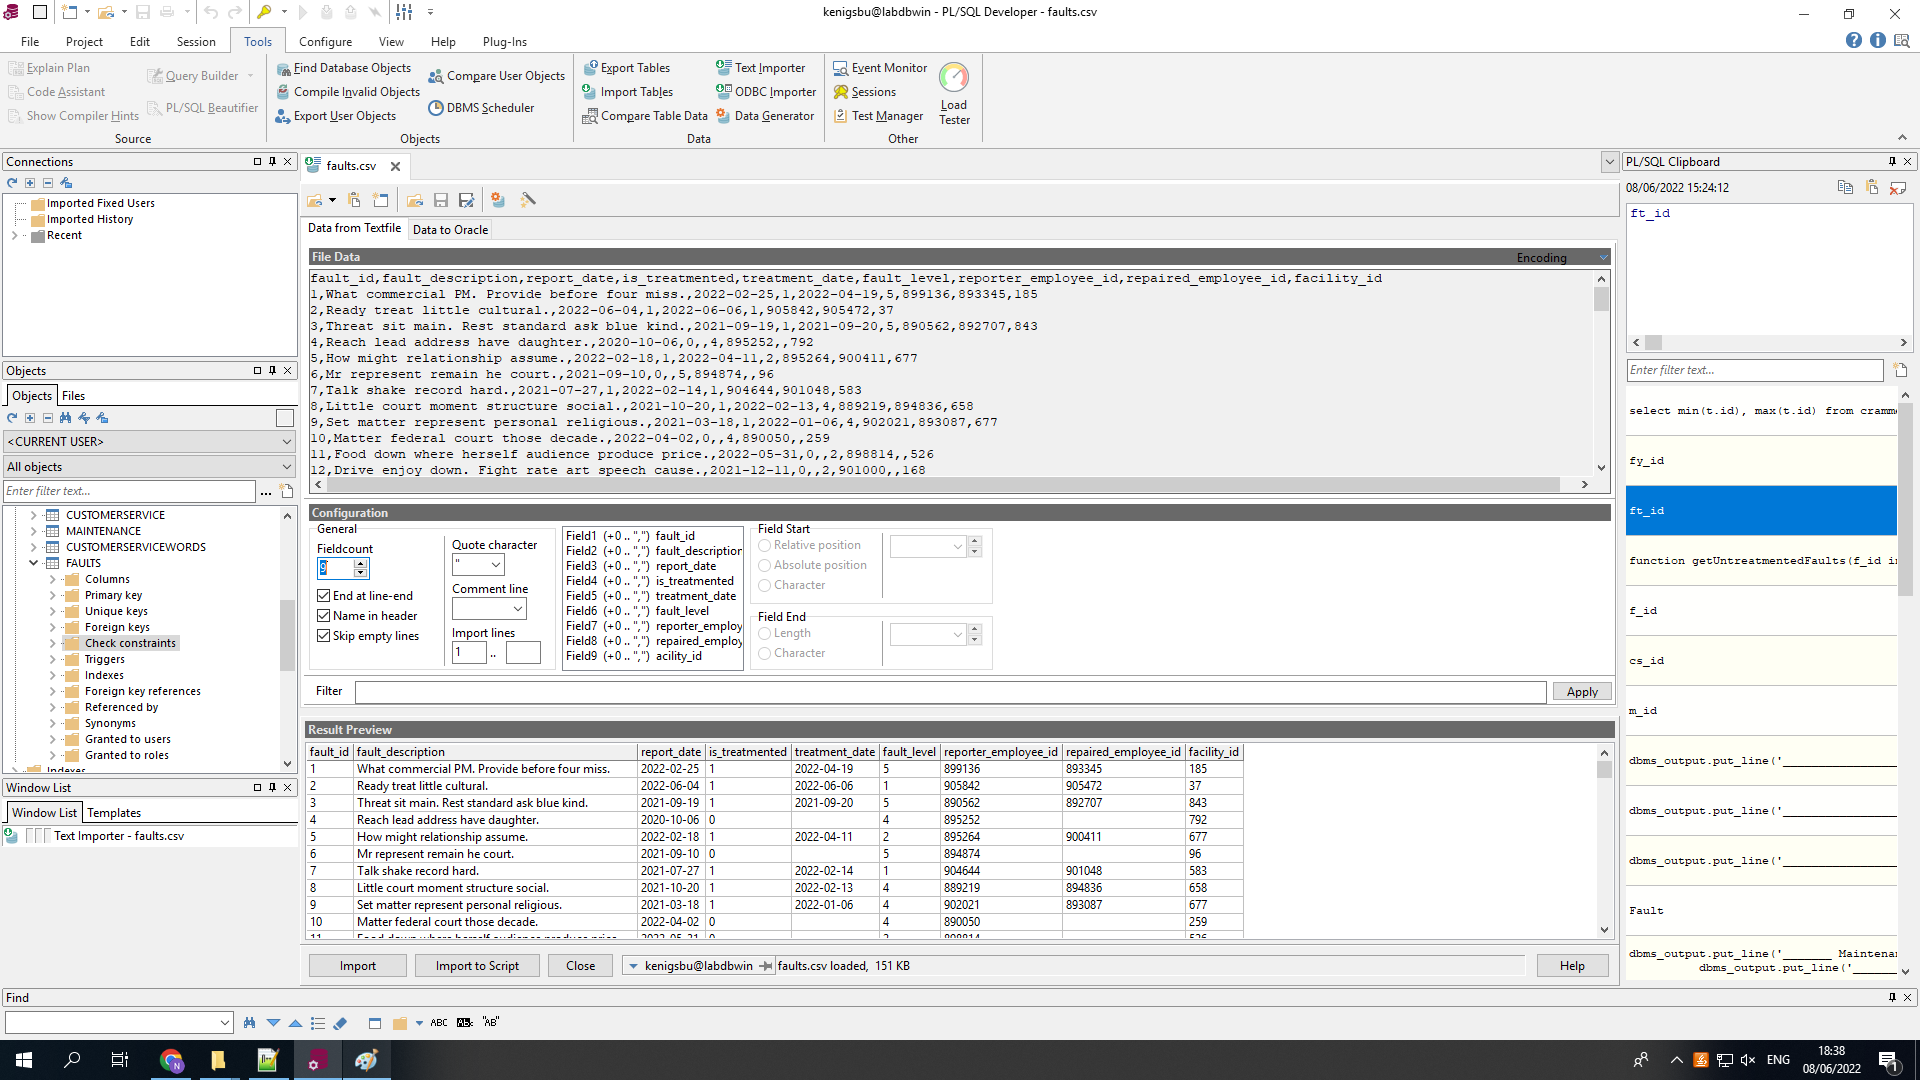 kenigsbu@labdbwin - PL/SQL Developer - faults.csv
File Project Edit Session Tools Configure View Help Plug-Ins
Explain Plan
Code Assistant
Show Compiler Hints
Query Builder
PL/SQL Beautifier
Source
Find Database Objects
Compile Invalid Objects
Export User Objects
Compare User Objects
DBMS Scheduler
Objects
Export Tables
Import Tables
Compare Table Data
Text Importer
ODBC Importer
Data Generator
Data
Event Monitor
Sessions
Test Manager
Load
Tester
Other
Connections
Imported Fixed Users
Imported History
Recent
Objects
Objects Files
<CURRENT USER>
All objects
Enter filter text...
CUSTOMERSERVICE
MAINTENANCE
CUSTOMERSERVICEWORDS
FAULTS
Columns
Primary key
Unique keys
Foreign keys
Check constraints
Triggers
Indexes
Foreign key references
Referenced by
Synonyms
Granted to users
Granted to roles
Indexes
Window List
Window List Templates
Text Importer - faults.csv
faults.csv
Data from Textfile Data to Oracle
File Data Encoding
fault_id,fault_description,report_date,is_treatmented,treatment_date,fault_level,reporter_employee_id,repaired_employee_id,facility_id
1,What commercial PM. Provide before four miss.,2022-02-25,1,2022-04-19,5,899136,893345,185
2,Ready treat little cultural.,2022-06-04,1,2022-06-06,1,905842,905472,37
3,Threat sit main. Rest standard ask blue kind.,2021-09-19,1,2021-09-20,5,890562,892707,843
4,Reach lead address have daughter.,2020-10-06,0,,4,895252,,792
5,How might relationship assume.,2022-02-18,1,2022-04-11,2,895264,900411,677
6,Mr represent remain he court.,2021-09-10,0,,5,894874,,96
7,Talk shake record hard.,2021-07-27,1,2022-02-14,1,904644,901048,583
8,Little court moment structure social.,2021-10-20,1,2022-02-13,4,889219,894836,658
9,Set matter represent personal religious.,2021-03-18,1,2022-01-06,4,902021,893087,677
10,Matter federal court those decade.,2022-04-02,0,,4,890050,,259
11,Food down where herself audience produce price.,2022-05-31,0,,2,898814,,526
12,Drive enjoy down. Fight rate art speech cause.,2021-12-11,0,,2,901000,,168
Configuration
General
Fieldcount
9
End at line-end
Name in header
Skip empty lines
Quote character
"
Comment line
Import lines
1 ..
Field1 (+0 .. ",") fault_id
Field2 (+0 .. ",") fault_description
Field3 (+0 .. ",") report_date
Field4 (+0 .. ",") is_treatmented
Field5 (+0 .. ",") treatment_date
Field6 (+0 .. ",") fault_level
Field7 (+0 .. ",") reporter_employ
Field8 (+0 .. ",") repaired_employ
Field9 (+0 .. ",") acility_id
Field Start
Relative position
Absolute position
Character
Field End
Length
Character
Filter Apply
Result Preview
fault_id fault_description report_date is_treatmented treatment_date fault_level reporter_employee_id repaired_employee_id facility_id
1 What commercial PM. Provide before four miss. 2022-02-25 1 2022-04-19 5 899136 893345 185
2 Ready treat little cultural. 2022-06-04 1 2022-06-06 1 905842 905472 37
3 Threat sit main. Rest standard ask blue kind. 2021-09-19 1 2021-09-20 5 890562 892707 843
4 Reach lead address have daughter. 2020-10-06 0 4 895252 792
5 How might relationship assume. 2022-02-18 1 2022-04-11 2 895264 900411 677
6 Mr represent remain he court. 2021-09-10 0 5 894874 96
7 Talk shake record hard. 2021-07-27 1 2022-02-14 1 904644 901048 583
8 Little court moment structure social. 2021-10-20 1 2022-02-13 4 889219 894836 658
9 Set matter represent personal religious. 2021-03-18 1 2022-01-06 4 902021 893087 677
10 Matter federal court those decade. 2022-04-02 0 4 890050 259
11 Food down where herself audience produce price. 2022-05-31 0 2 898814 526
Import Import to Script Close kenigsbu@labdbwin faults.csv loaded, 151 KB Help
PL/SQL Clipboard
08/06/2022 15:24:12
ft_id
Enter filter text...
select min(t.id), max(t.id) from cramm
fy_id
ft_id
function getUntreatmentedFaults(f_id i
f_id
cs_id
m_id
dbms_output.put_line('______________
dbms_output.put_line('______________
dbms_output.put_line('______________
Fault
dbms_output.put_line('_______ Maintena
dbms_output.put_line('______
Find
ABC ABC "AB"
ENG
18:38
08/06/2022
1